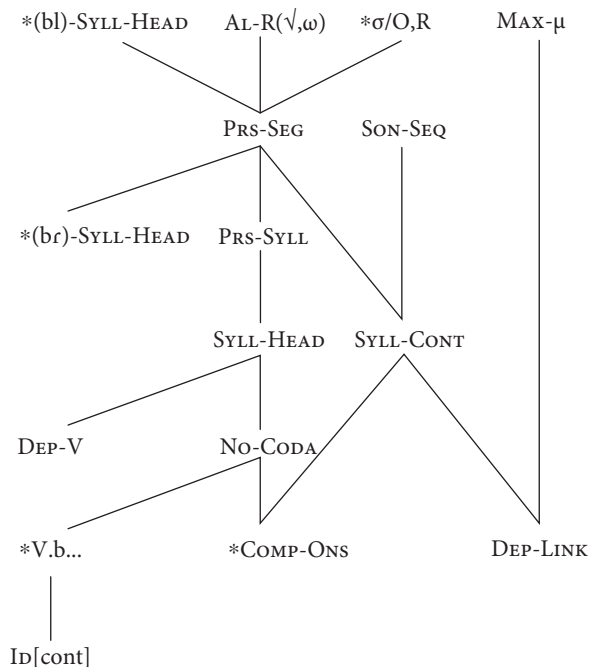 *(bl)-SYLL-HEAD AL-R(√,ω) *σ/O,R MAX-μ
PRS-SEG SON-SEQ
*(bɾ)-SYLL-HEAD PRS-SYLL
SYLL-HEAD SYLL-CONT
DEP-V NO-CODA
*V.b... *COMP-ONS DEP-LINK
ID[cont]